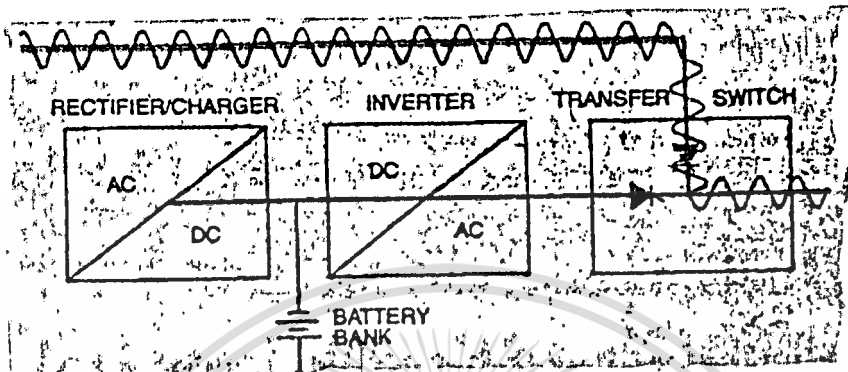 RECTIFIER/CHARGER
INVERTER
TRANSFER SWITCH
AC
DC
DC
AC
BATTERY
BANK